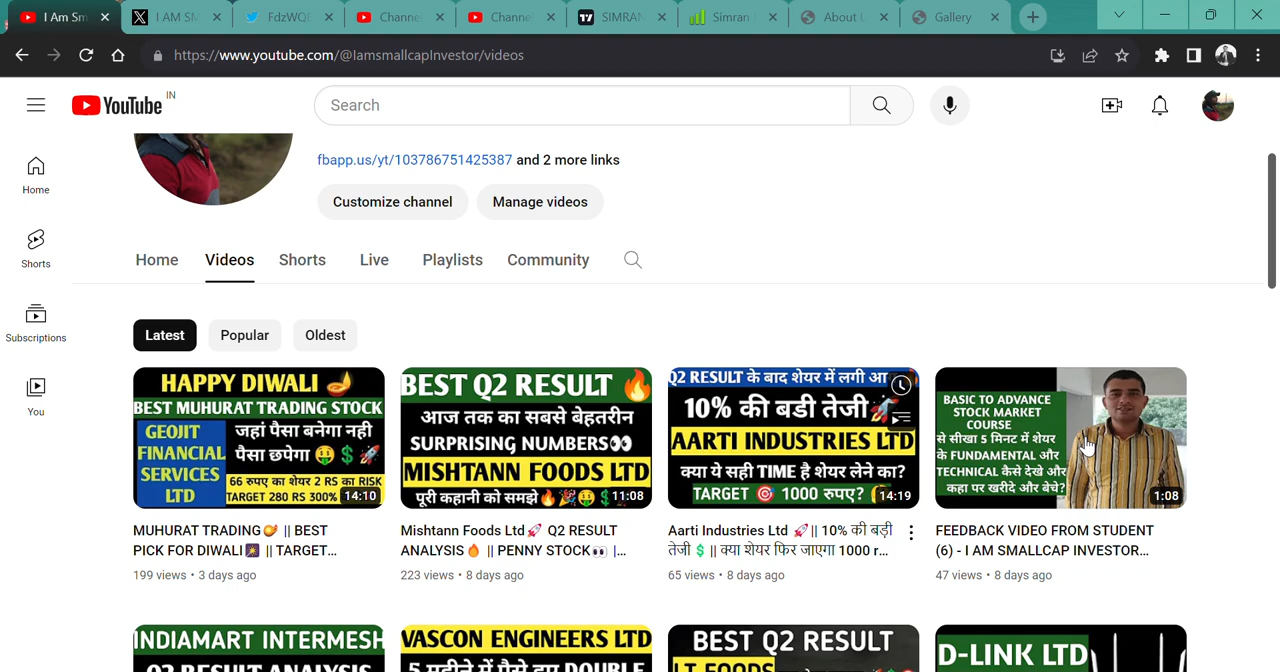 I Am Sm
I AM SM
FdzWQE
Channe
Channe
SIMRAN
Simran
About U
Gallery
https://www.youtube.com/@IamsmallcapInvestor/videos
YouTube IN
Search
fbapp.us/yt/103786751425387 and 2 more links
Customize channel
Manage videos
Home
Shorts
Subscriptions
You
Home
Videos
Shorts
Live
Playlists
Community
Latest
Popular
Oldest
HAPPY DIWALI 🪔
BEST MUHURAT TRADING STOCK
GEOJIT
FINANCIAL
SERVICES
LTD
जहां पैसा बनेगा नही
पैसा छपेगा 🤑💲🚀
66 रुपए का शेयर 2 RS का RISK
TARGET 280 RS 300%
14:10
MUHURAT TRADING🪔 || BEST
PICK FOR DIWALI🎆 || TARGET...
199 views • 3 days ago
BEST Q2 RESULT 🔥
आज तक का सबसे बेहतरीन
SURPRISING NUMBERS👀
MISHTANN FOODS LTD
पूरी कहानी को समझे🔥🎉🤑💲
11:08
Mishtann Foods Ltd🚀 Q2 RESULT
ANALYSIS🔥 || PENNY STOCK👀 |...
223 views • 8 days ago
Q2 RESULT के बाद शेयर में लगी आ
10% की बडी तेजी🚀
AARTI INDUSTRIES LTD
क्या ये सही TIME है शेयर लेने का?
TARGET 🎯 1000 रुपए?
14:19
Aarti Industries Ltd 🚀|| 10% की बड़ी
तेजी💲 || क्या शेयर फिर जाएगा 1000 r...
65 views • 8 days ago
BASIC TO ADVANCE
STOCK MARKET
COURSE
से सीखा 5 मिनट में शेयर
के FUNDAMENTAL और
TECHNICAL कैसे देखे और
कहा पर खरीदे और बेचे?
1:08
FEEDBACK VIDEO FROM STUDENT
(6) - I AM SMALLCAP INVESTOR...
47 views • 8 days ago
INDIAMART INTERMESH
Q2 RESULT ANALYSIS
VASCON ENGINEERS LTD
5 महीने में पैसे हुए DOUBLE
BEST Q2 RESULT
LT FOODS
D-LINK LTD